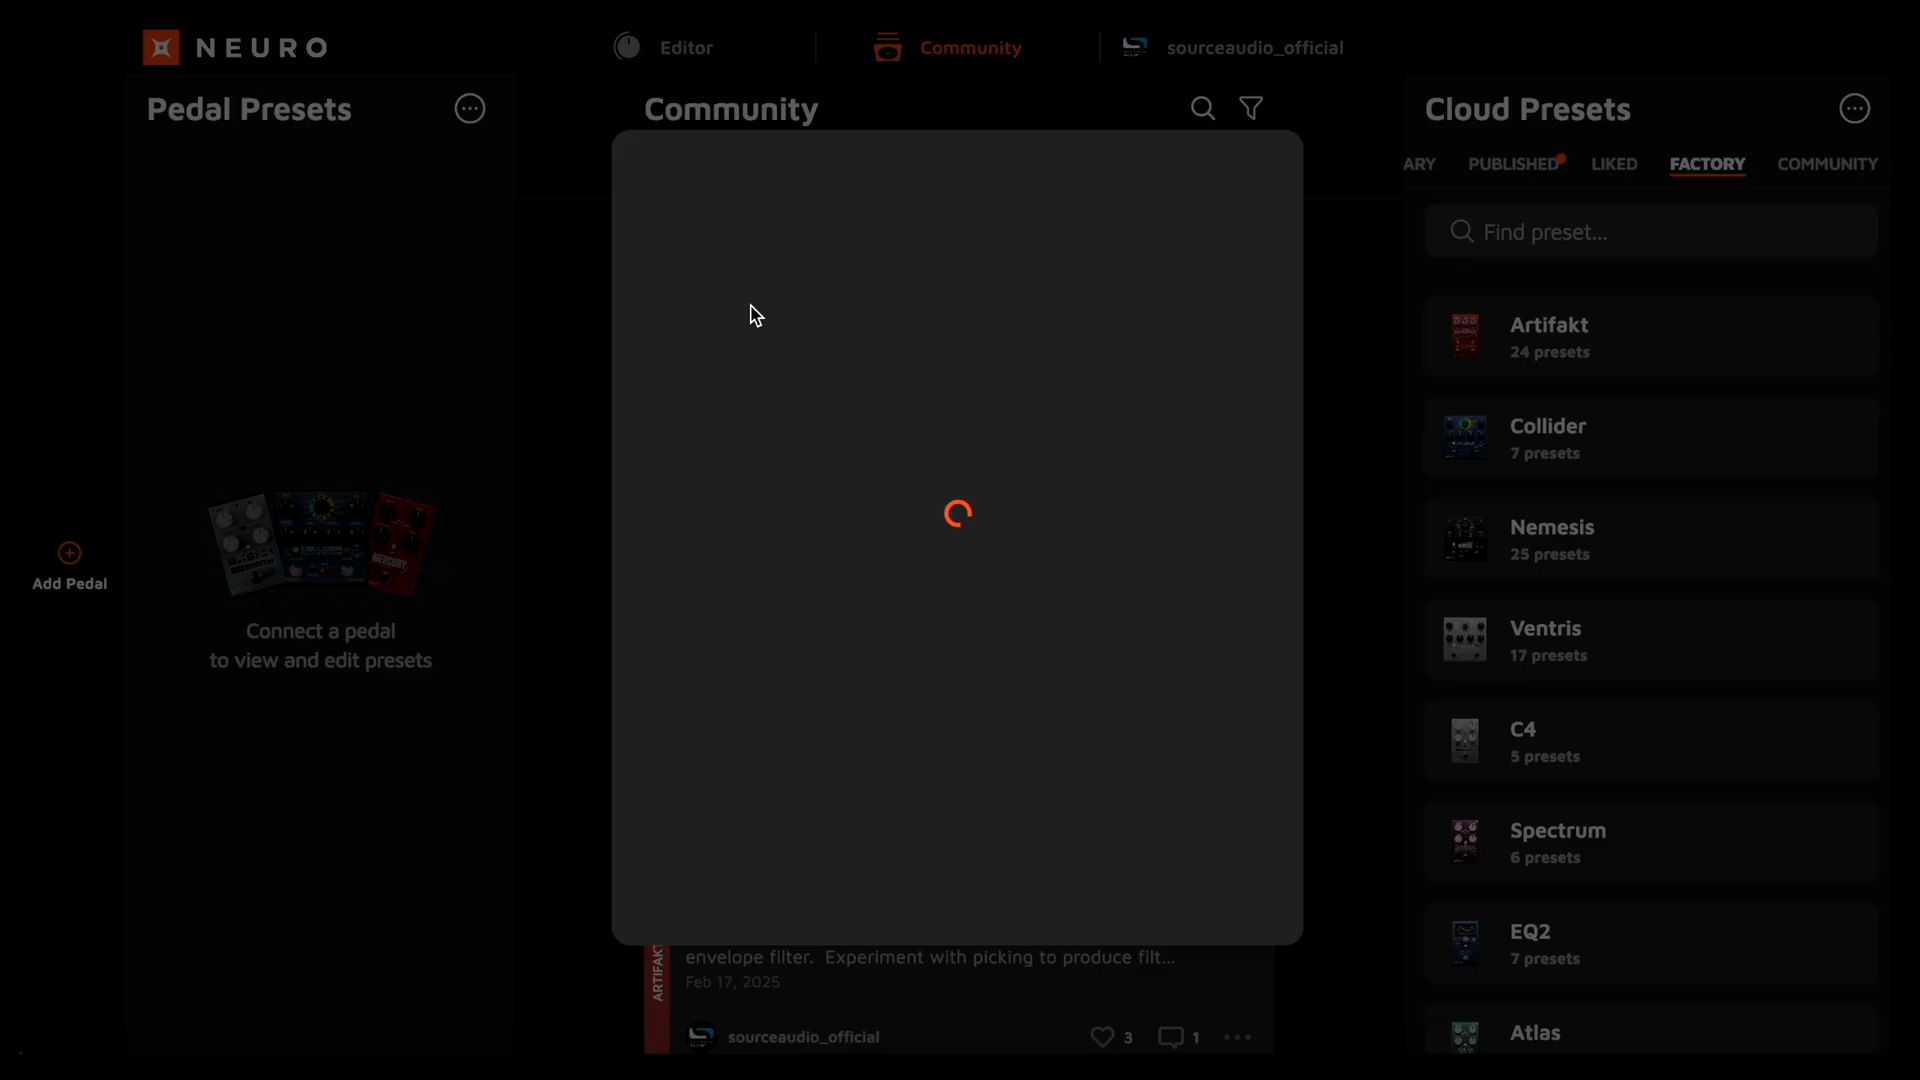 NEURO
Editor
Community
sourceaudio_official
Pedal Presets
Community
Cloud Presets
ARY
PUBLISHED
LIKED
FACTORY
COMMUNITY
Find preset...
Artifakt
24 presets
Collider
7 presets
Nemesis
25 presets
Ventris
17 presets
C4
5 presets
Spectrum
6 presets
EQ2
7 presets
Atlas
Add Pedal
COLLIDER
MERCURY
Connect a pedal
to view and edit presets
ARTIFAKT
envelope filter. Experiment with picking to produce filt...
Feb 17, 2025
sourceaudio_official
3
1